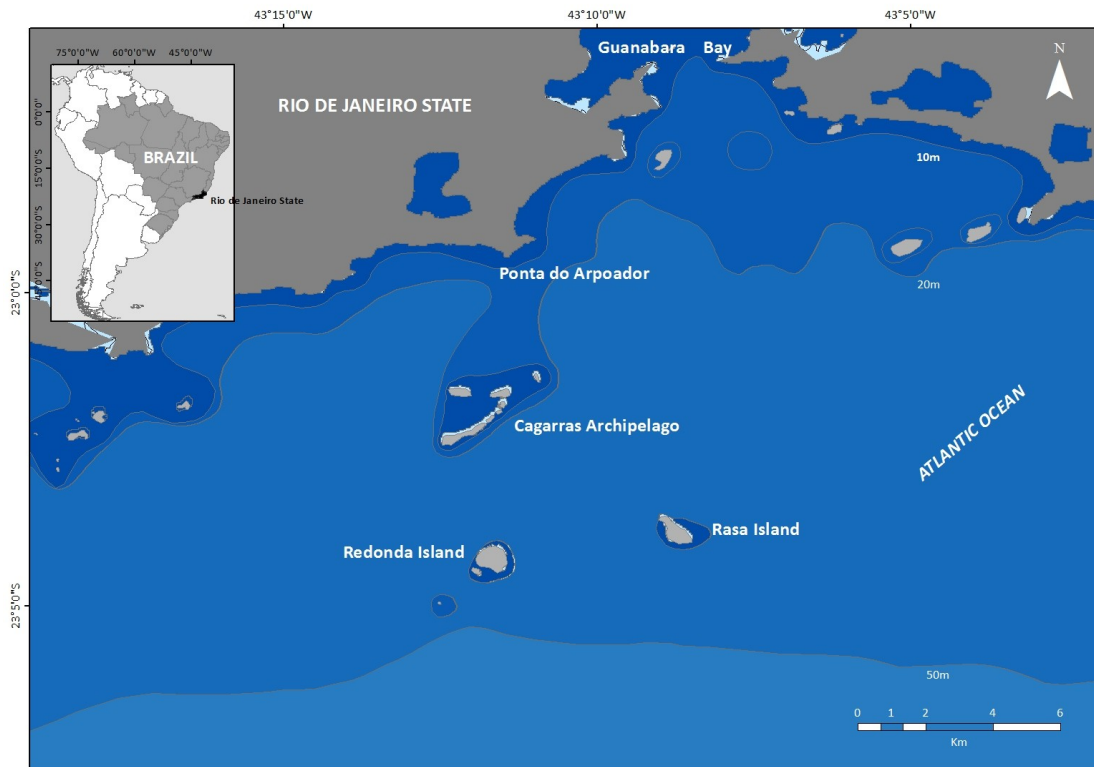 43°15'0"W
43°10'0"W
43°5'0"W
Guanabara Bay
N
75°0'0"W 60°0'0"W 45°0'0"W
RIO DE JANEIRO STATE
0°0'0"
BRAZIL
10m
15°0'0"S
Rio de Janeiro State
30°0'0"S
Ponta do Arpoador
20m
23°0'0"S
Cagarras Archipelago
ATLANTIC OCEAN
Rasa Island
Redonda Island
23°5'0"S
50m
0 1 2 4 6
Km